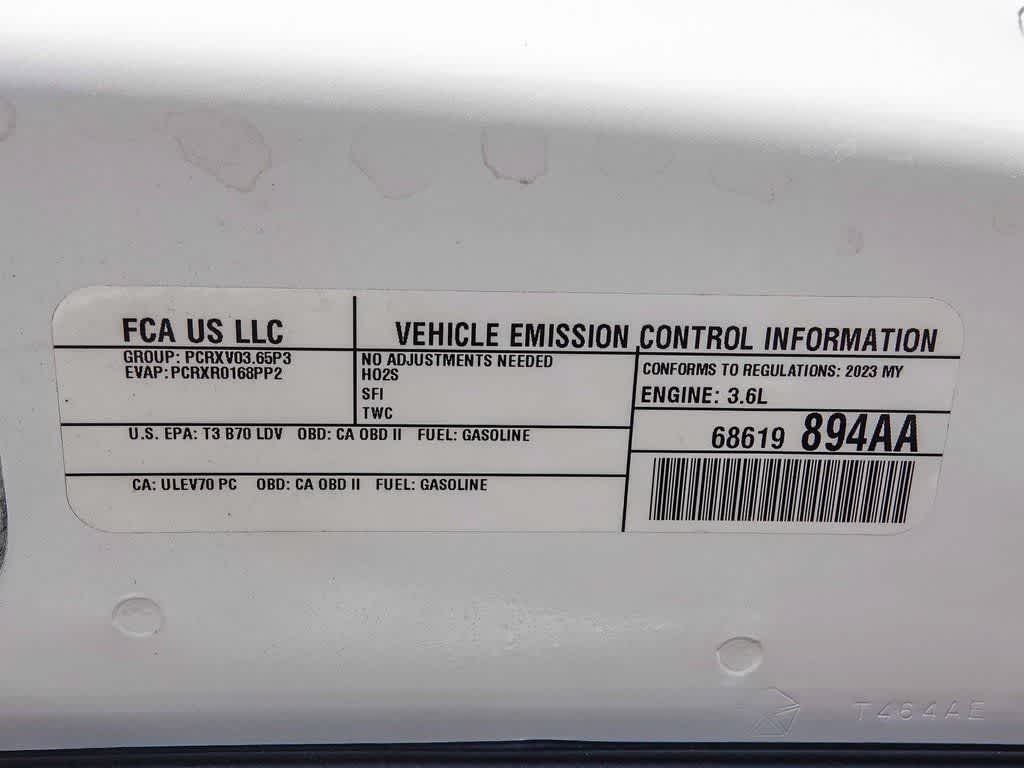 FCA US LLC
VEHICLE EMISSION CONTROL INFORMATION
GROUP: PCRXV03.65P3
EVAP: PCRXR0168PP2
NO ADJUSTMENTS NEEDED
HO2S
SFI
TWC
CONFORMS TO REGULATIONS: 2023 MY
ENGINE: 3.6L
U.S. EPA: T3 B70 LDV OBD: CA OBD II FUEL: GASOLINE
68619 894AA
CA: ULEV70 PC OBD: CA OBD II FUEL: GASOLINE
T464AE